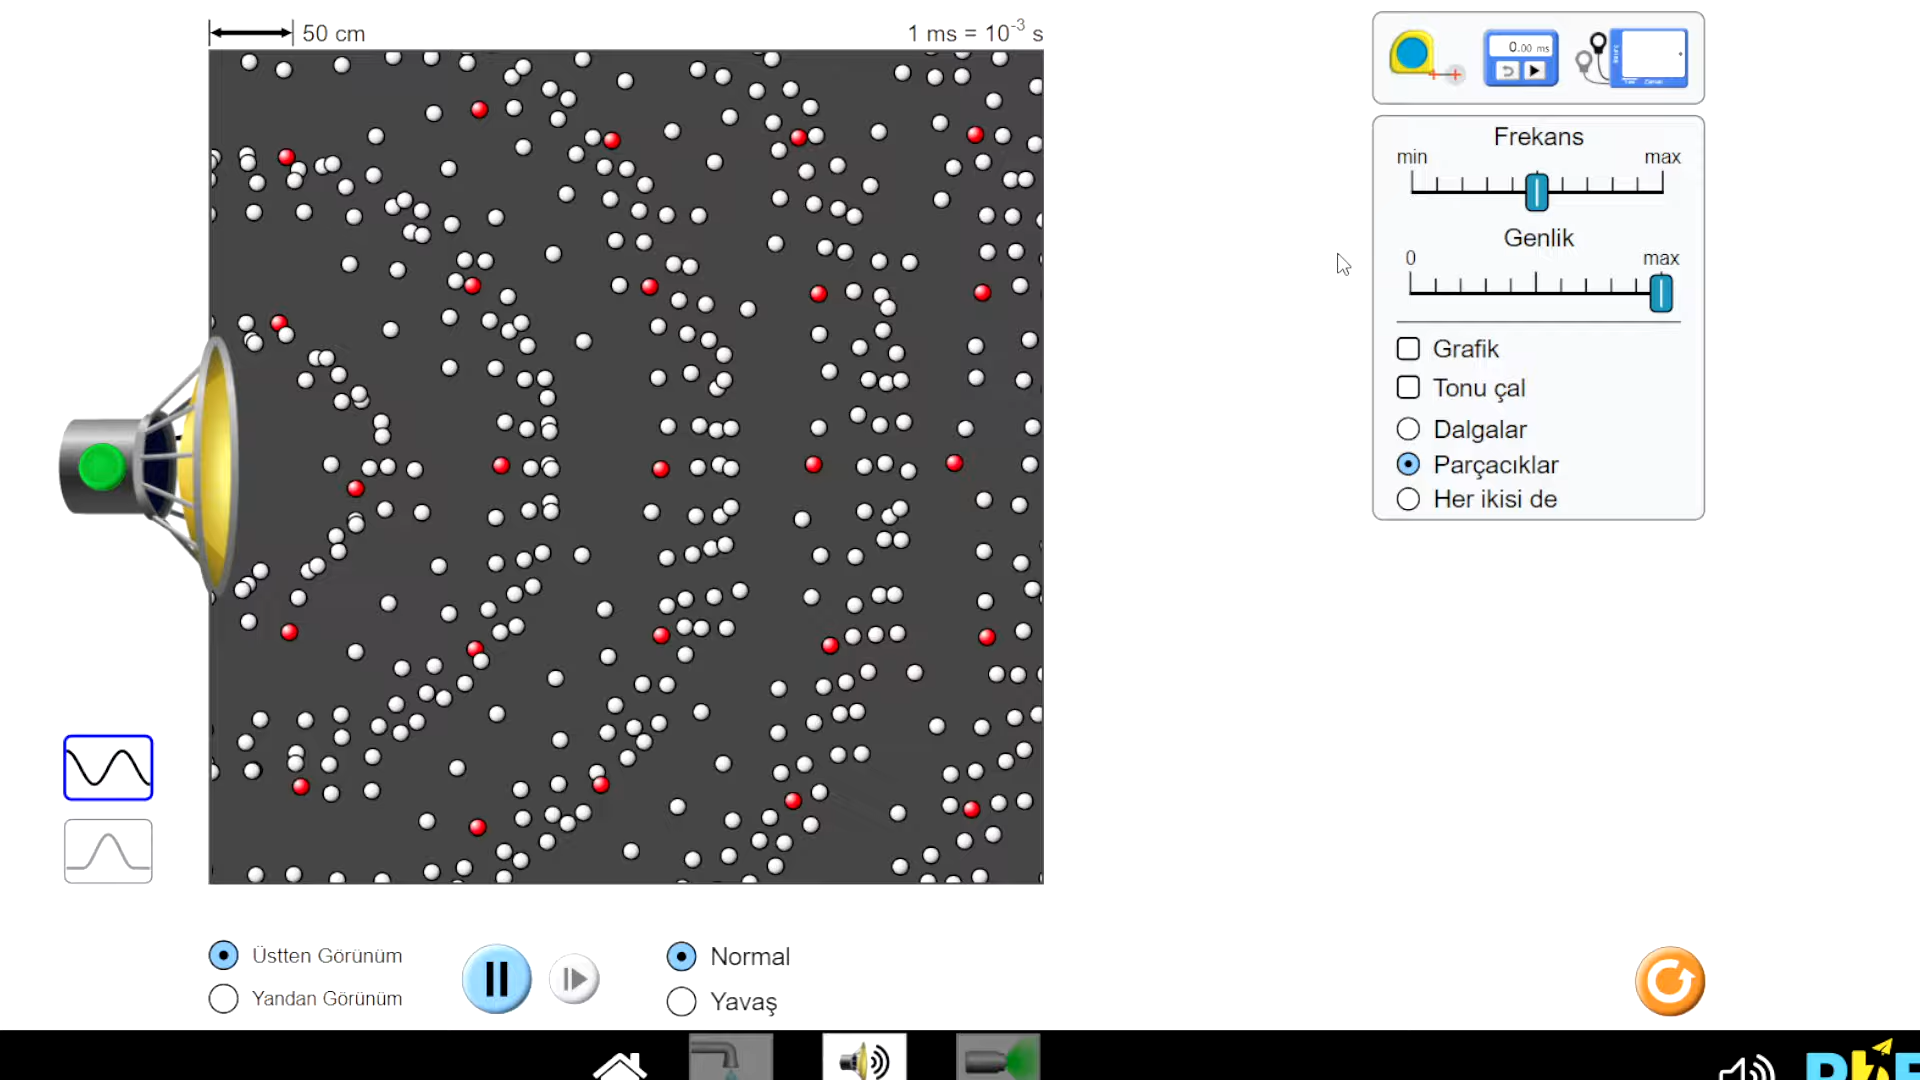 50 cm
1 ms = 10⁻³ s
0.00 ms
Frekans
min
max
Genlik
0
max
Grafik
Tonu çal
Dalgalar
Parçacıklar
Her ikisi de
Üstten Görünüm
Yandan Görünüm
Normal
Yavaş